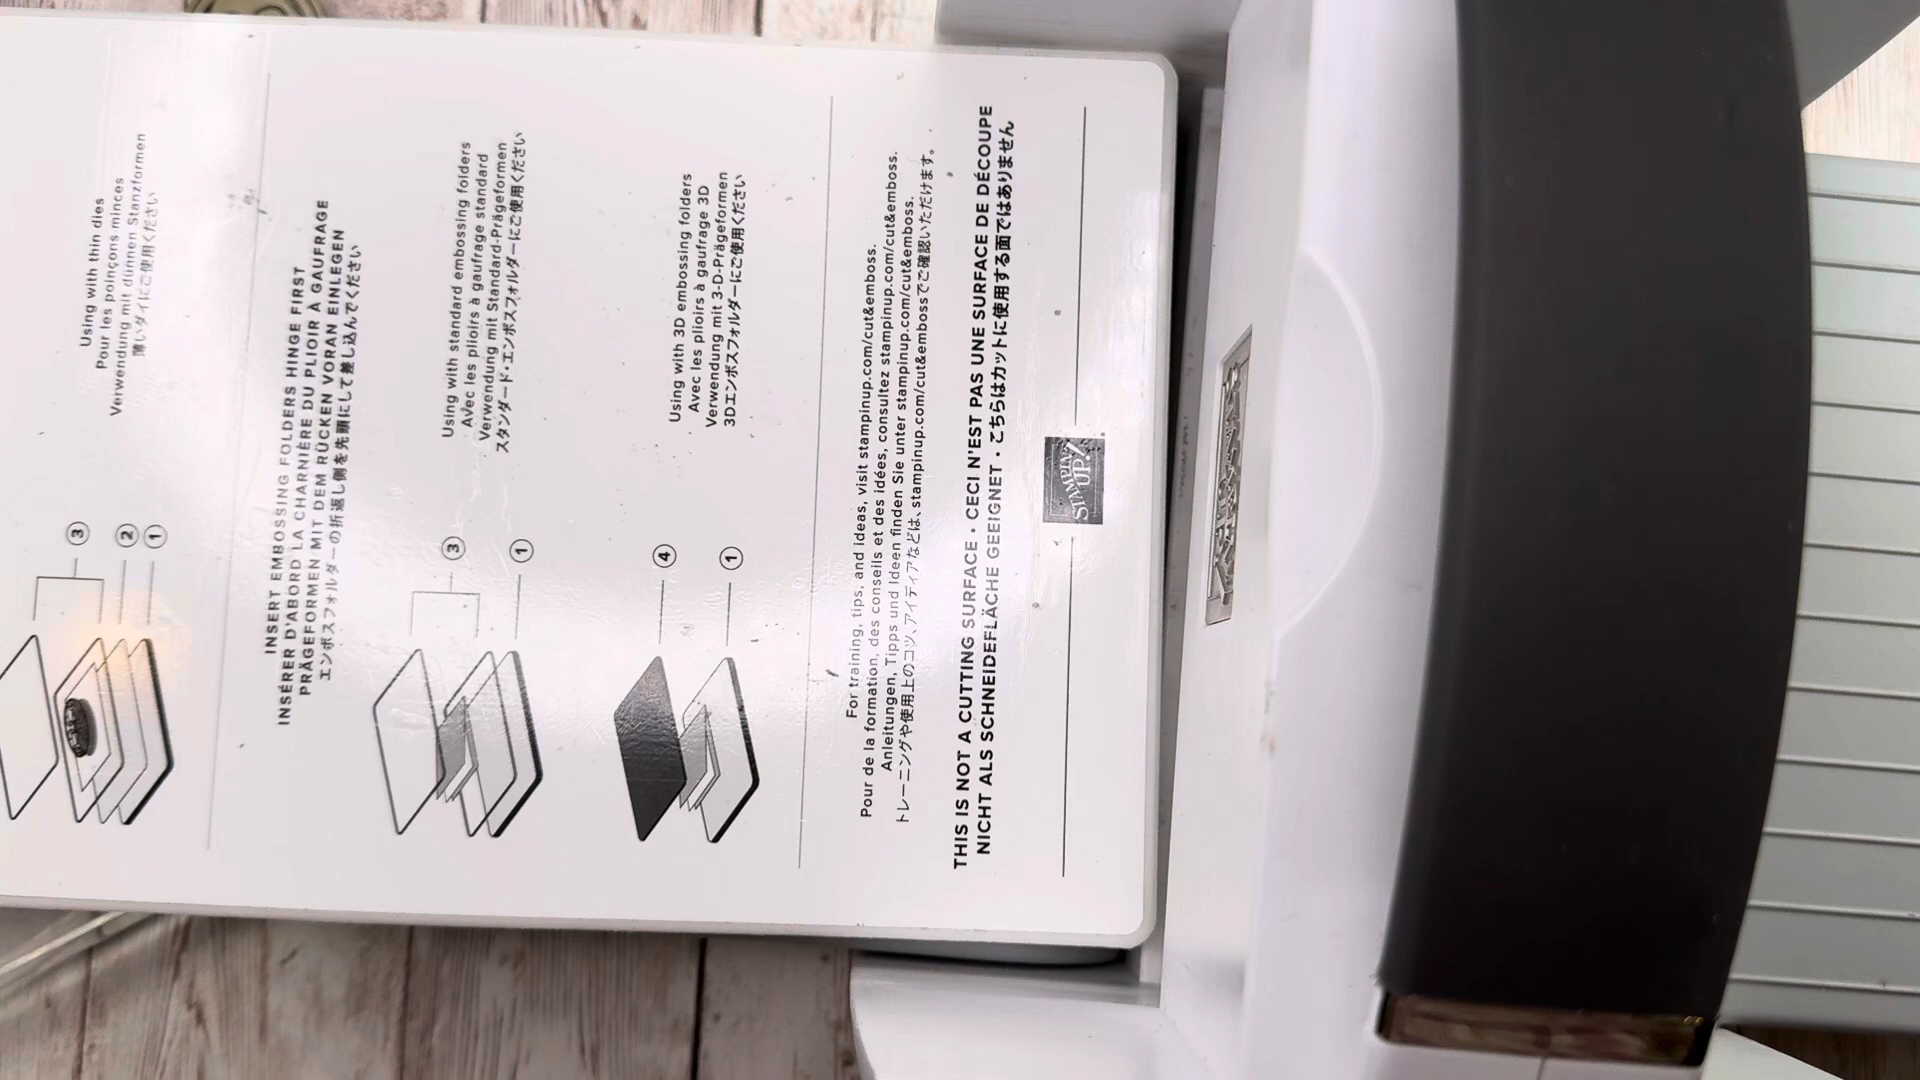 Using with thin dies
Pour les poinçons minces
Verwendung mit dünnen Stanzformen
薄いダイにご使用ください
3
2
1
INSERT EMBOSSING FOLDERS HINGE FIRST
INSÉRER D'ABORD LA CHARNIÈRE DU PLIOIR À GAUFRAGE
PRÄGEFORMEN MIT DEM RÜCKEN VORAN EINLEGEN
エンボスフォルダーの折返し側を先頭にして差し込んでください
Using with standard embossing folders
Avec les plioirs à gaufrage standard
Verwendung mit Standard-Prägeformen
スタンダード・エンボスフォルダーにご使用ください
3
1
Using with 3D embossing folders
Avec les plioirs à gaufrage 3D
Verwendung mit 3-D-Prägeformen
3Dエンボスフォルダーにご使用ください
4
1
For training, tips, and ideas, visit stampinup.com/cut&emboss.
Pour de la formation, des conseils et des idées, consultez stampinup.com/cut&emboss.
Anleitungen, Tipps und Ideen finden Sie unter stampinup.com/cut&emboss.
トレーニングや使用上のコツ、アイディアなどは、stampinup.com/cut&embossでご確認いただけます。
THIS IS NOT A CUTTING SURFACE • CECI N'EST PAS UNE SURFACE DE DÉCOUPE
NICHT ALS SCHNEIDEFLÄCHE GEEIGNET • こちらはカットに使用する面ではありません
STAMPIN'
UP!